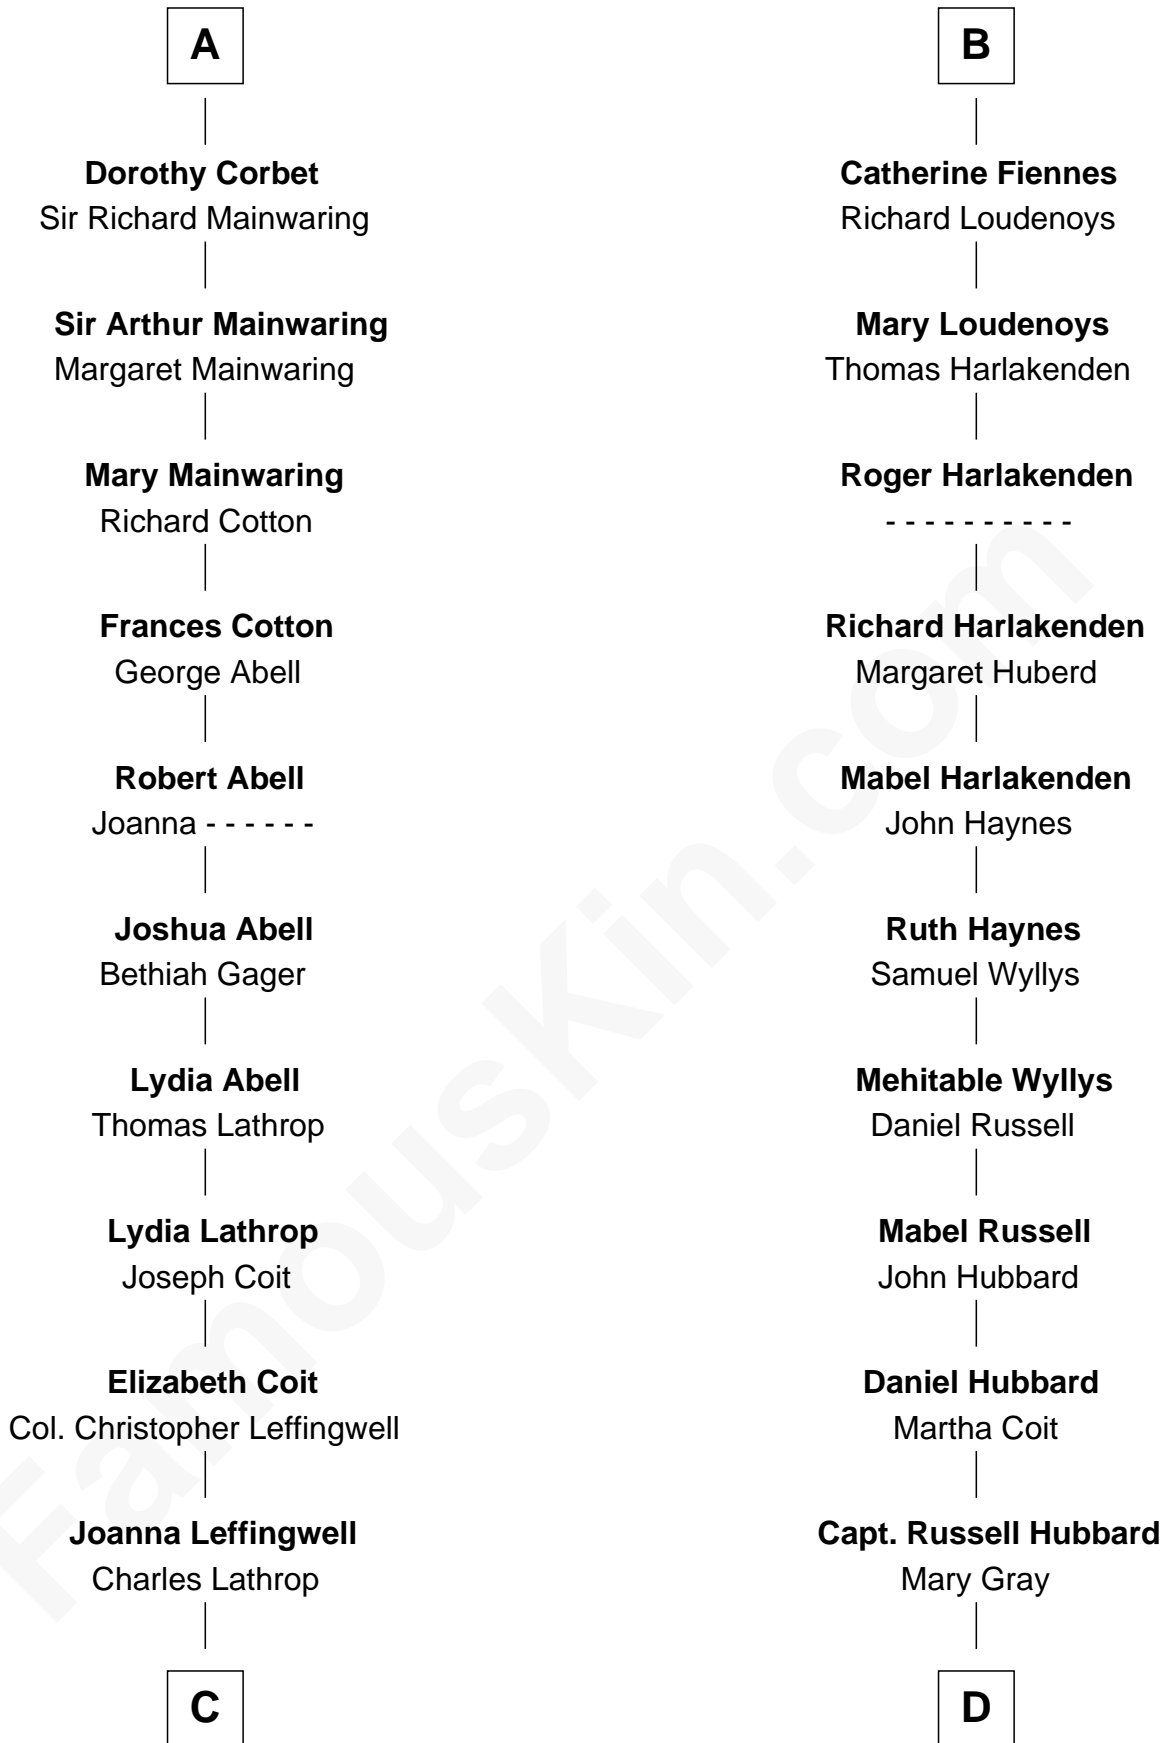 A
Dorothy Corbet
Sir Richard Mainwaring
Sir Arthur Mainwaring
Margaret Mainwaring
Mary Mainwaring
Richard Cotton
Frances Cotton
George Abell
Robert Abell
Joanna - - - - - -
Joshua Abell
Bethiah Gager
Lydia Abell
Thomas Lathrop
Lydia Lathrop
Joseph Coit
Elizabeth Coit
Col. Christopher Leffingwell
Joanna Leffingwell
Charles Lathrop
C
B
Catherine Fiennes
Richard Loudenoys
Mary Loudenoys
Thomas Harlakenden
Roger Harlakenden
- - - - - - - - - -
Richard Harlakenden
Margaret Huberd
Mabel Harlakenden
John Haynes
Ruth Haynes
Samuel Wyllys
Mehitable Wyllys
Daniel Russell
Mabel Russell
John Hubbard
Daniel Hubbard
Martha Coit
Capt. Russell Hubbard
Mary Gray
D
FamousKin.com